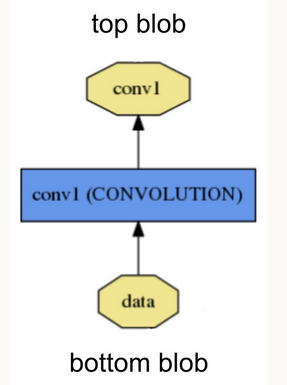 top blob
conv1
conv1 (CONVOLUTION)
data
bottom blob